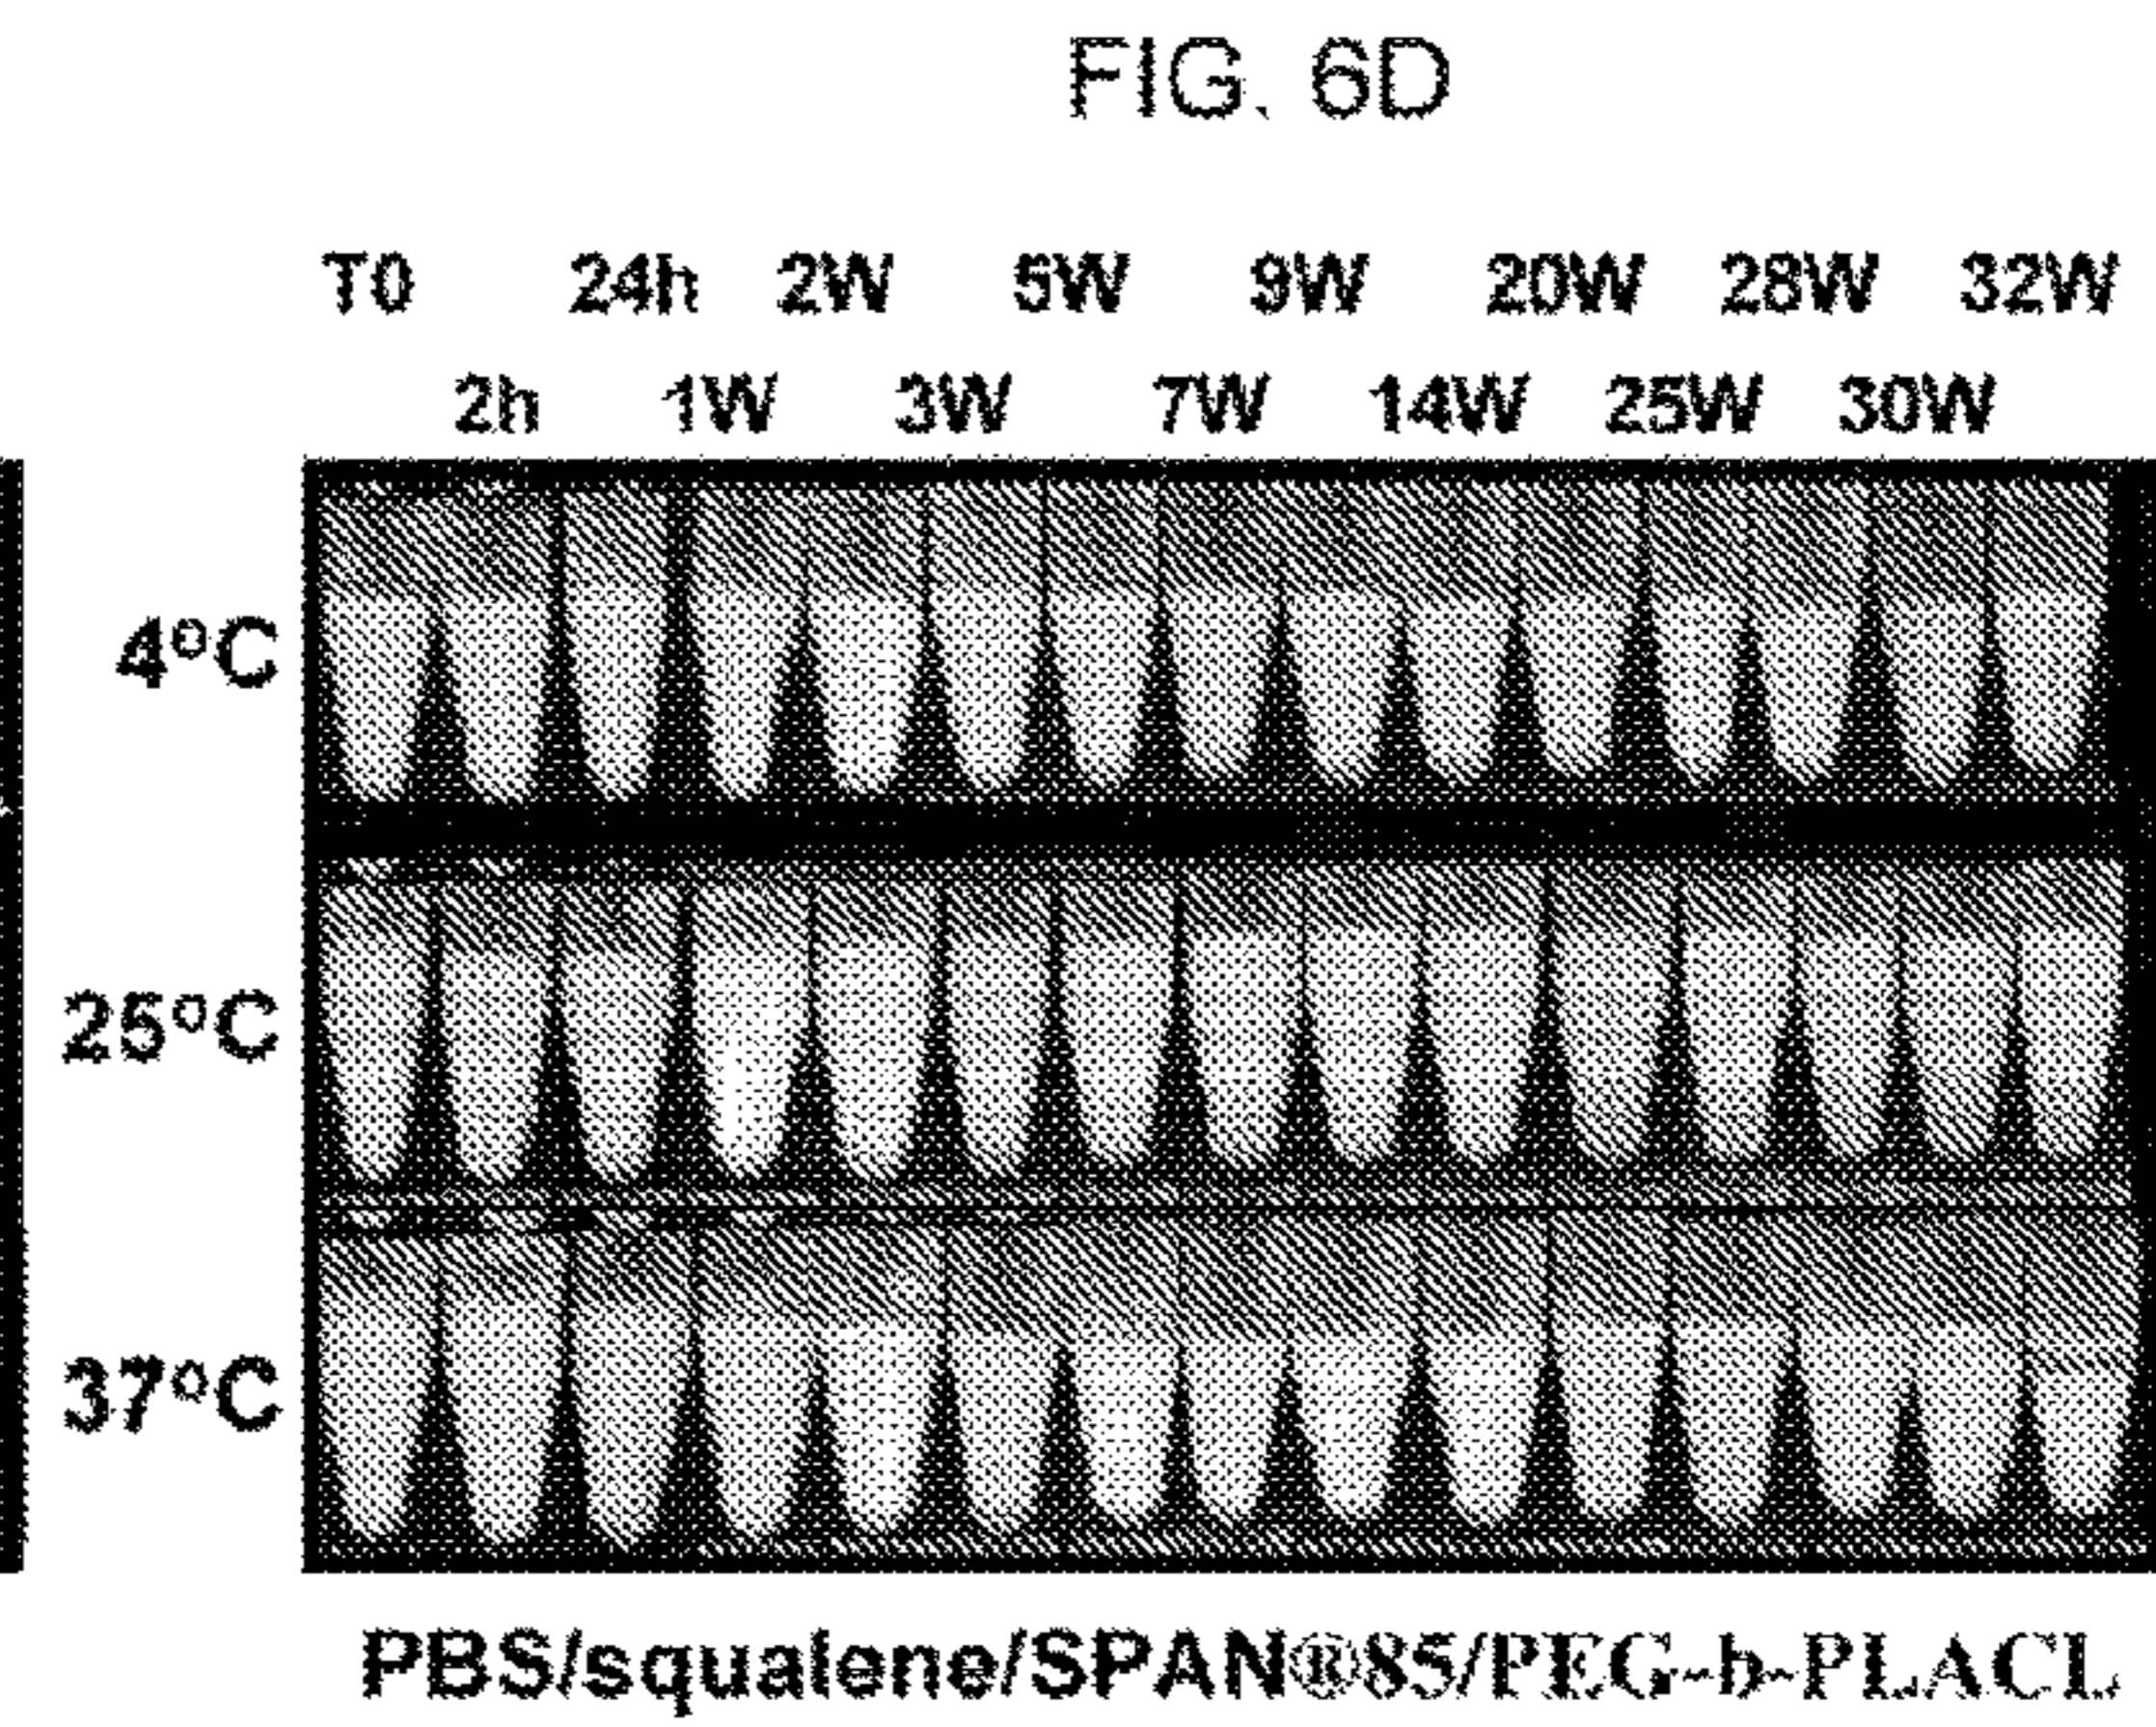 FIG. 6D
T0 24h 2W 5W 9W 20W 28W 32W
2h 1W 3W 7W 14W 25W 30W
4°C
25°C
37°C
PBS/squalene/SPAN®85/PEG-b-PLACL